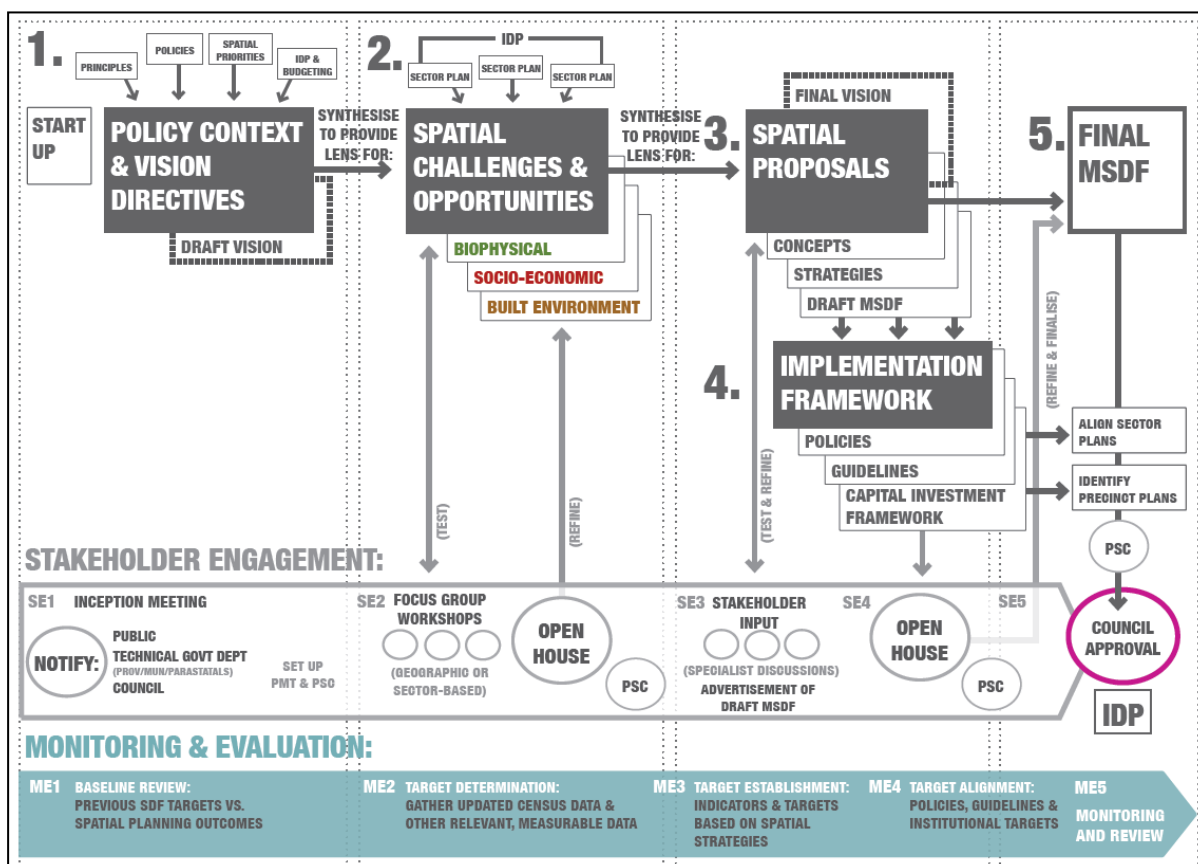 1.
START
UP
PRINCIPLES
POLICIES
SPATIAL
PRIORITIES
IDP &
BUDGETING
POLICY CONTEXT
& VISION
DIRECTIVES
DRAFT VISION
SYNTHESISE
TO PROVIDE
LENS FOR:
2.
IDP
SECTOR PLAN
SECTOR PLAN
SECTOR PLAN
SPATIAL
CHALLENGES &
OPPORTUNITIES
BIOPHYSICAL
SOCIO-ECONOMIC
BUILT ENVIRONMENT
SYNTHESISE
TO PROVIDE
LENS FOR:
3.
FINAL VISION
SPATIAL
PROPOSALS
CONCEPTS
STRATEGIES
DRAFT MSDF
4.
IMPLEMENTATION
FRAMEWORK
POLICIES
GUIDELINES
CAPITAL INVESTMENT
FRAMEWORK
5.
FINAL
MSDF
(REFINE & FINALISE)
ALIGN SECTOR
PLANS
IDENTIFY
PRECINCT PLANS
PSC
(TEST)
(REFINE)
(TEST & REFINE)
STAKEHOLDER ENGAGEMENT:
SE1 INCEPTION MEETING
NOTIFY:
PUBLIC
TECHNICAL GOVT DEPT
(PROV/MUN/PARASTATALS)
COUNCIL
SET UP
PMT & PSC
SE2 FOCUS GROUP
WORKSHOPS
(GEOGRAPHIC OR
SECTOR-BASED)
OPEN
HOUSE
PSC
SE3 STAKEHOLDER
INPUT
(SPECIALIST DISCUSSIONS)
ADVERTISEMENT OF
DRAFT MSDF
SE4
OPEN
HOUSE
PSC
SE5
COUNCIL
APPROVAL
IDP
MONITORING & EVALUATION:
ME1 BASELINE REVIEW:
PREVIOUS SDF TARGETS VS.
SPATIAL PLANNING OUTCOMES
ME2 TARGET DETERMINATION:
GATHER UPDATED CENSUS DATA &
OTHER RELEVANT, MEASURABLE DATA
ME3 TARGET ESTABLISHMENT:
INDICATORS & TARGETS
BASED ON SPATIAL
STRATEGIES
ME4 TARGET ALIGNMENT:
POLICIES, GUIDELINES &
INSTITUTIONAL TARGETS
ME5
MONITORING
AND REVIEW